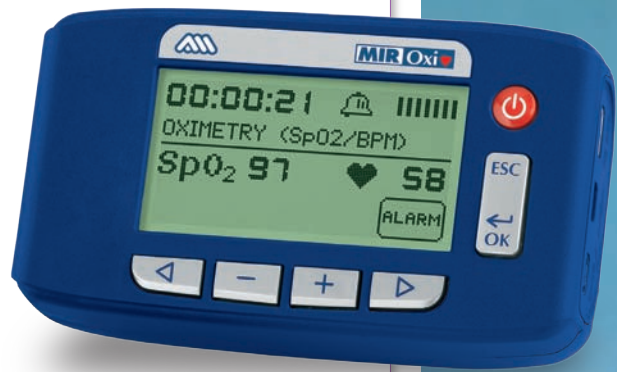 MIR Oxi
00:00:21
OXIMETRY (SpO2/BPM)
SpO₂ 97 58
ALARM
ESC
OK